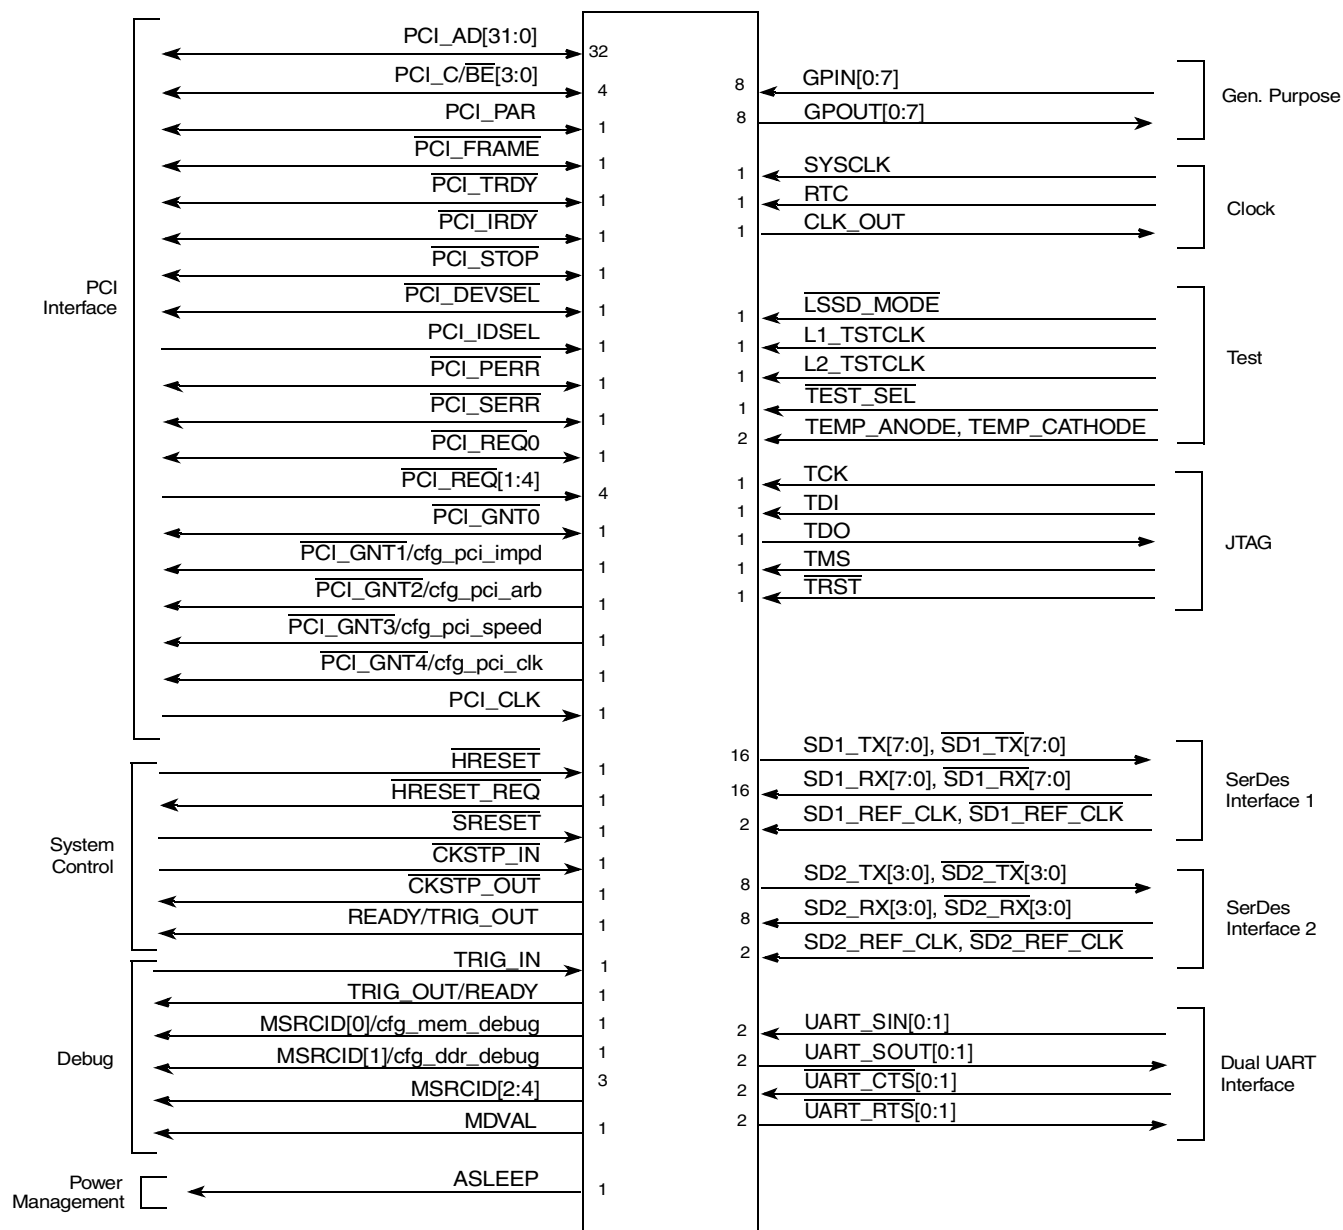 PCI_AD[31:0]
32
PCI_C/BE[3:0]
4
PCI_PAR
1
PCI_FRAME
1
PCI_TRDY
1
PCI_IRDY
1
PCI_STOP
1
PCI_DEVSEL
1
PCI_IDSEL
1
PCI_PERR
1
PCI_SERR
1
PCI_REQ0
1
PCI_REQ[1:4]
4
PCI_GNT0
1
PCI_GNT1/cfg_pci_impd
1
PCI_GNT2/cfg_pci_arb
1
PCI_GNT3/cfg_pci_speed
1
PCI_GNT4/cfg_pci_clk
1
PCI_CLK
1
PCI
Interface
HRESET
1
HRESET_REQ
1
SRESET
1
CKSTP_IN
1
CKSTP_OUT
1
READY/TRIG_OUT
1
System
Control
TRIG_IN
1
TRIG_OUT/READY
1
MSRCID[0]/cfg_mem_debug
1
MSRCID[1]/cfg_ddr_debug
1
MSRCID[2:4]
3
MDVAL
1
Debug
ASLEEP
1
Power
Management
8 GPIN[0:7]
8 GPOUT[0:7]
Gen. Purpose
1 SYSCLK
1 RTC
1 CLK_OUT
Clock
1 LSSD_MODE
1 L1_TSTCLK
1 L2_TSTCLK
1 TEST_SEL
2 TEMP_ANODE, TEMP_CATHODE
Test
1 TCK
1 TDI
1 TDO
1 TMS
1 TRST
JTAG
16 SD1_TX[7:0], SD1_TX[7:0]
16 SD1_RX[7:0], SD1_RX[7:0]
2 SD1_REF_CLK, SD1_REF_CLK
SerDes
Interface 1
8 SD2_TX[3:0], SD2_TX[3:0]
8 SD2_RX[3:0], SD2_RX[3:0]
2 SD2_REF_CLK, SD2_REF_CLK
SerDes
Interface 2
2 UART_SIN[0:1]
2 UART_SOUT[0:1]
2 UART_CTS[0:1]
2 UART_RTS[0:1]
Dual UART
Interface